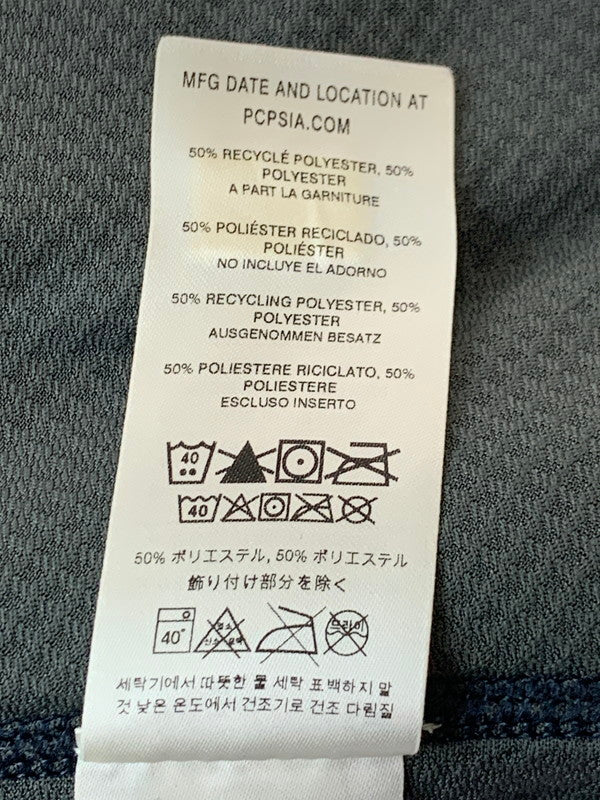 MFG DATE AND LOCATION AT
PCPSIA.COM
50% RECYCLÉ POLYESTER, 50%
POLYESTER
A PART LA GARNITURE
50% POLIÉSTER RECICLADO, 50%
POLIÉSTER
NO INCLUYE EL ADORNO
50% RECYCLING POLYESTER, 50%
POLYESTER
AUSGENOMMEN BESATZ
50% POLIESTERE RICICLATO, 50%
POLIESTERE
ESCLUSO INSERTO
40
40
50% ポリエステル, 50% ポリエステル
飾り付け部分を除く
40°
드라이
세탁기에서 따뜻한 물 세탁 표백하지 말
것 낮은 온도에서 건조기로 건조 다림질